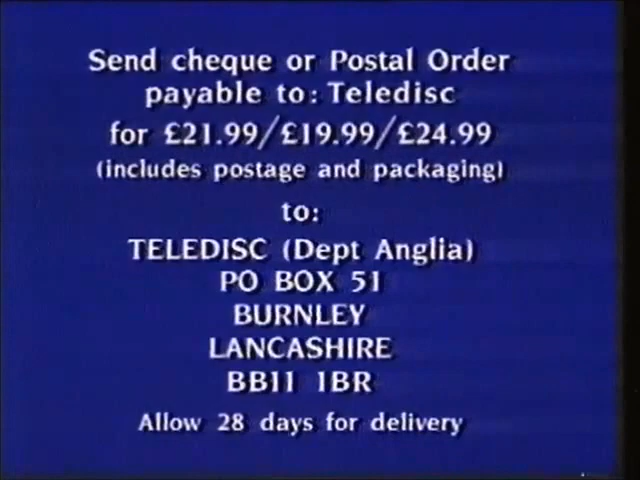 Send cheque or Postal Order
payable to: Teledisc
for £21.99/£19.99/£24.99
(includes postage and packaging)
to:
TELEDISC (Dept Anglia)
PO BOX 51
BURNLEY
LANCASHIRE
BB11 1BR
Allow 28 days for delivery